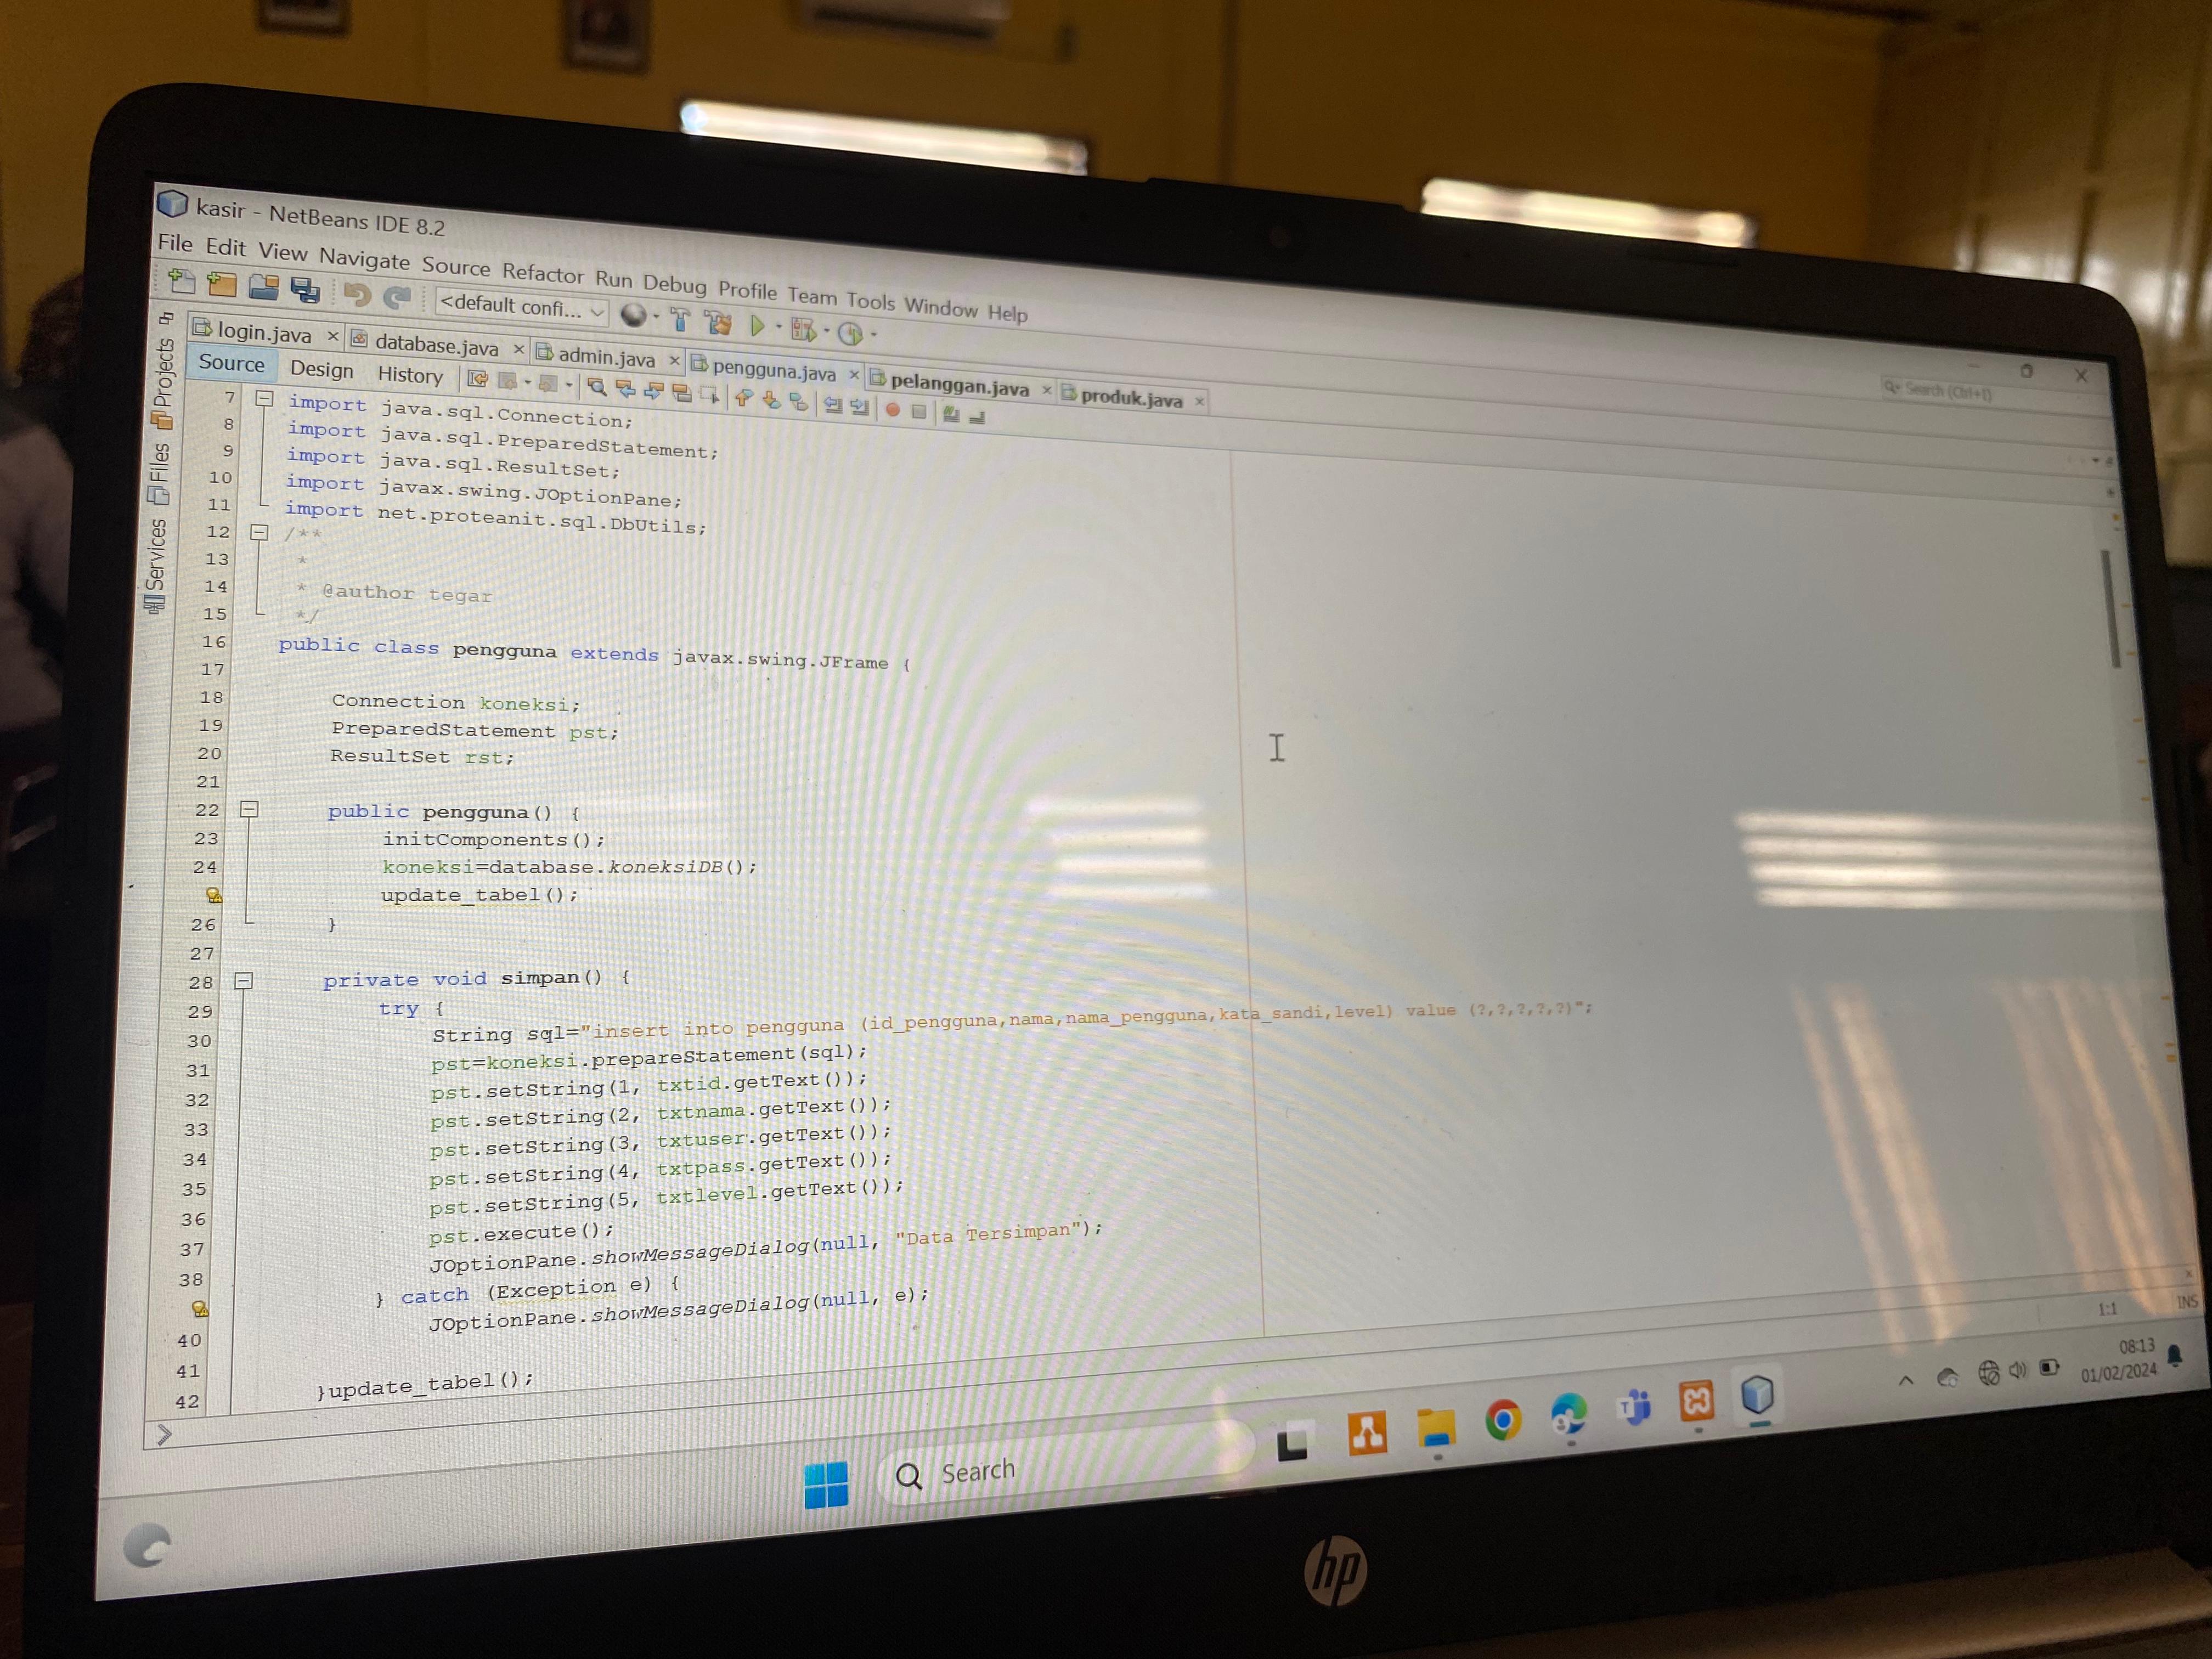 kasir - NetBeans IDE 8.2
File Edit View Navigate Source Refactor Run Debug Profile Team Tools Window Help
<default confi...
Search (Ctrl+I)
login.java database.java admin.java pengguna.java pelanggan.java produk.java
Source Design History
Projects
Files
Services
7 import java.sql.Connection;
8 import java.sql.PreparedStatement;
9 import java.sql.ResultSet;
10 import javax.swing.JOptionPane;
11 import net.proteanit.sql.DbUtils;
12 /**
13 *
14 * @author tegar
15 */
16 public class pengguna extends javax.swing.JFrame {
17
18 Connection koneksi;
19 PreparedStatement pst;
20 ResultSet rst;
21
22 public pengguna() {
23 initComponents();
24 koneksi=database.koneksiDB();
update_tabel();
26 }
27
28 private void simpan() {
29 try {
30 String sql="insert into pengguna (id_pengguna,nama,nama_pengguna,kata_sandi,level) value (?,?,?,?,?)";
31 pst=koneksi.prepareStatement(sql);
32 pst.setString(1, txtid.getText());
33 pst.setString(2, txtnama.getText());
34 pst.setString(3, txtuser.getText());
35 pst.setString(4, txtpass.getText());
36 pst.setString(5, txtlevel.getText());
37 pst.execute();
38 JOptionPane.showMessageDialog(null, "Data Tersimpan");
} catch (Exception e) {
40 JOptionPane.showMessageDialog(null, e);
41
42 }update_tabel();
1:1 INS
Search
08:13
01/02/2024
hp